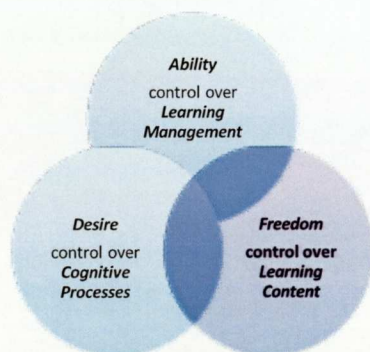 Ability
control over
Learning
Management
Desire
control over
Cognitive
Processes
Freedom
control over
Learning
Content